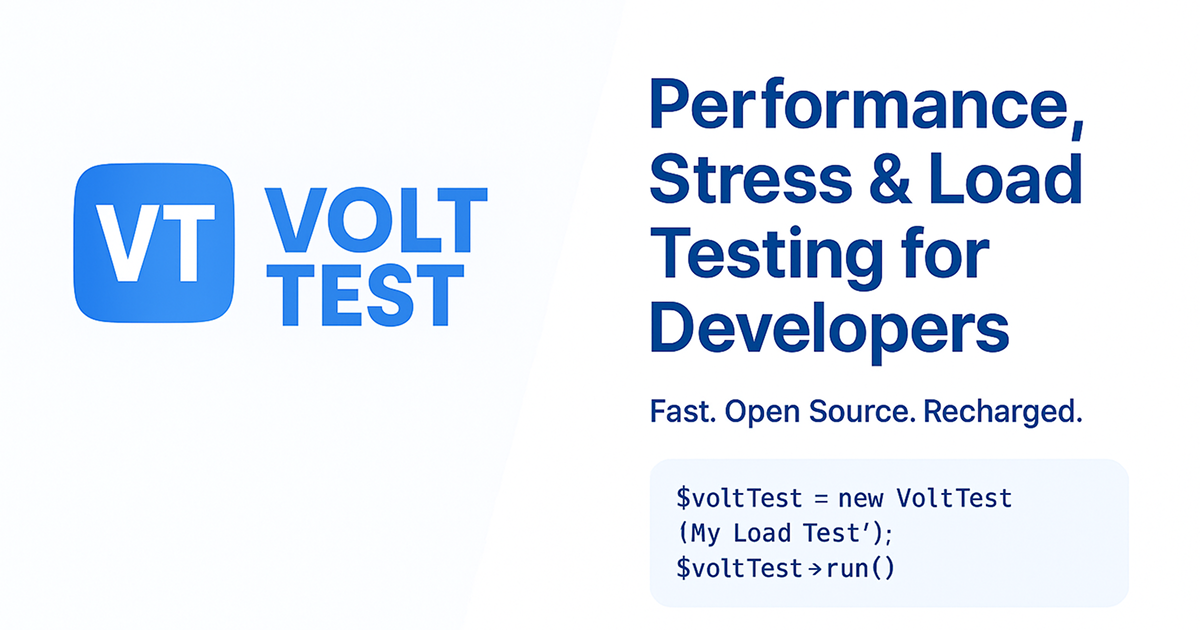 VT
VOLT
TEST
Performance,
Stress & Load
Testing for
Developers
Fast. Open Source. Recharged.
$voltTest = new VoltTest
(My Load Test');
$voltTest→run()